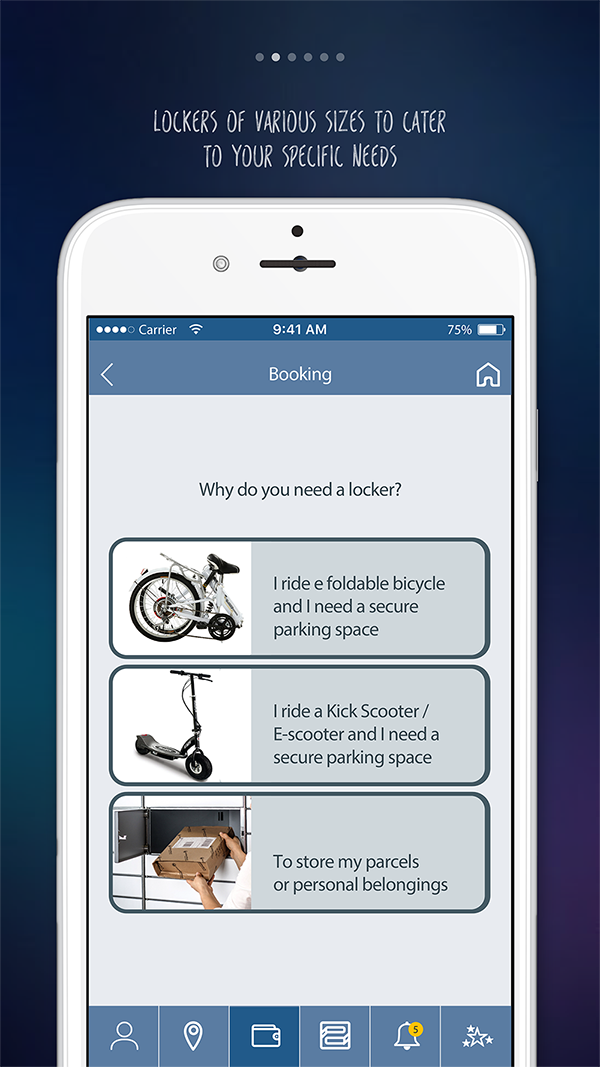 LOCKERS OF VARIOUS SIZES TO CATER
TO YOUR SPECIFIC NEEDS
Carrier 9:41 AM 75%
Booking
Why do you need a locker?
I ride e foldable bicycle
and I need a secure
parking space
I ride a Kick Scooter /
E-scooter and I need a
secure parking space
To store my parcels
or personal belongings
5